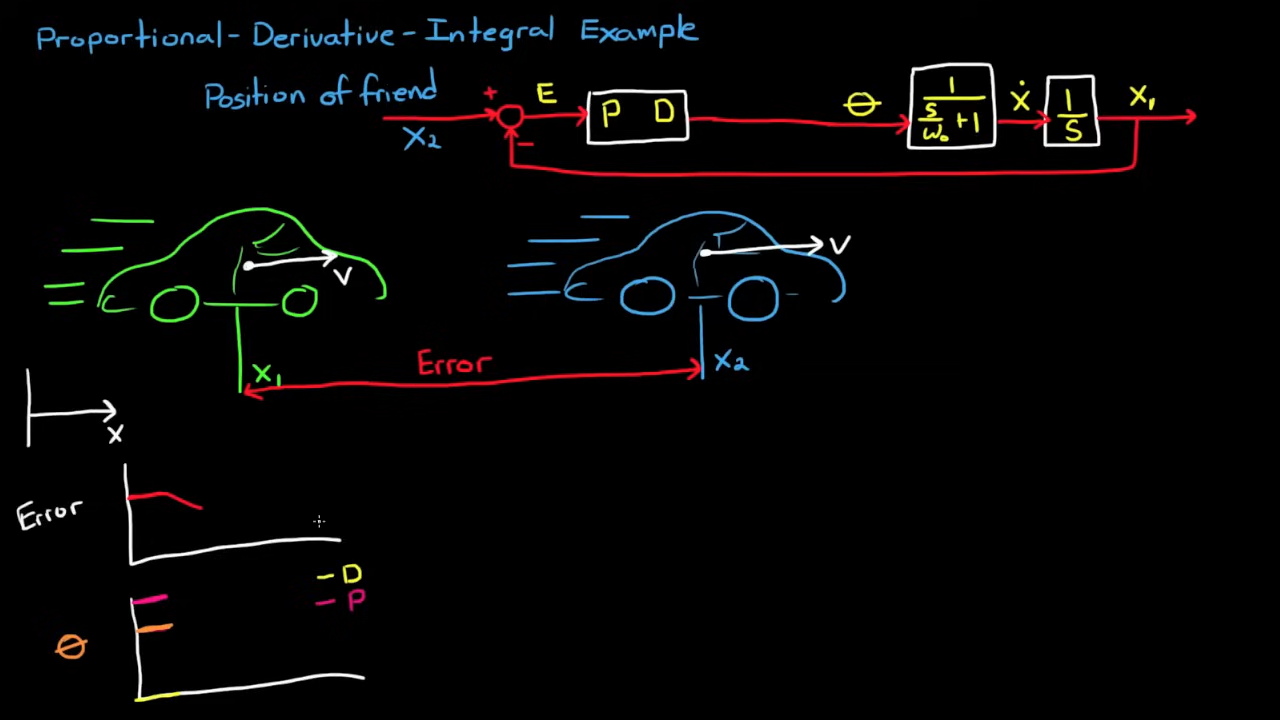 Proportional-Derivative-Integral Example
Position of friend
X2
+
−
E
P D
θ
1
s/ω₀ +1
Ẋ
1
S
X₁
V
V
X₁
Error
X2
X
Error
- D
- P
θ